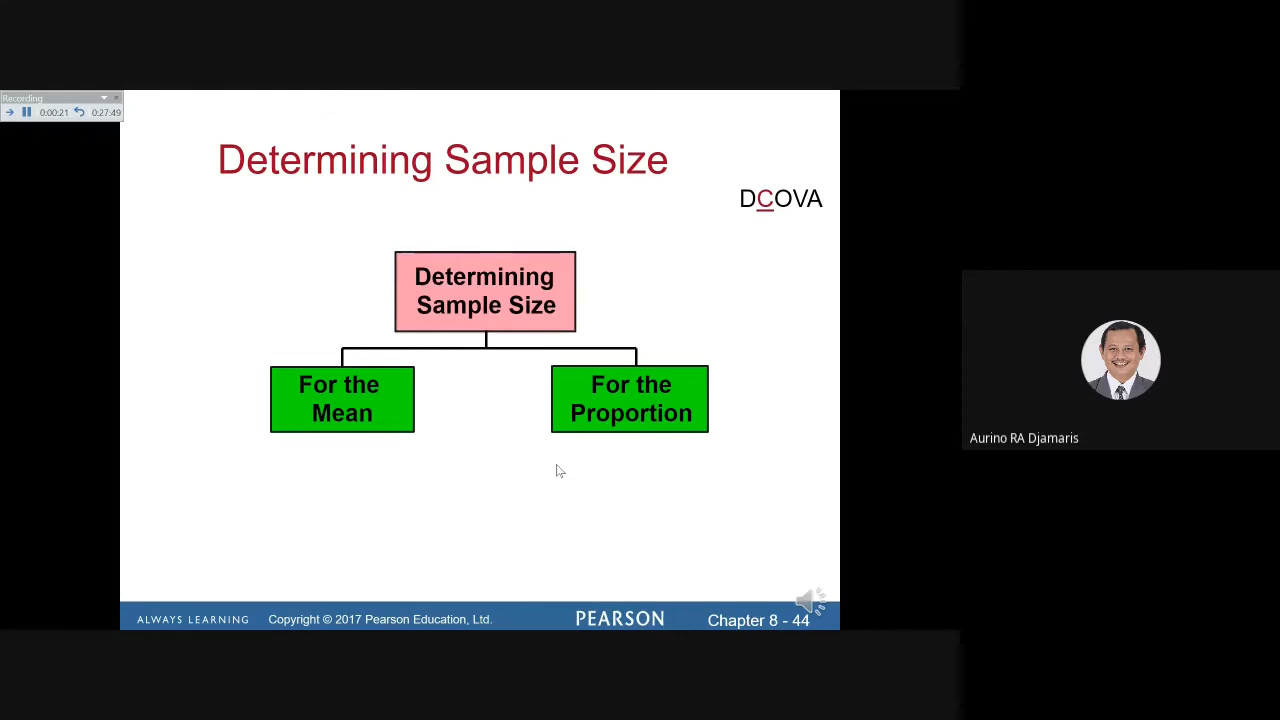 Recording
0:00:21 0:27:49
Determining Sample Size
DCOVA
Determining
Sample Size
For the
Mean
For the
Proportion
Aurino RA Djamaris
ALWAYS LEARNING Copyright © 2017 Pearson Education, Ltd. PEARSON Chapter 8 - 44